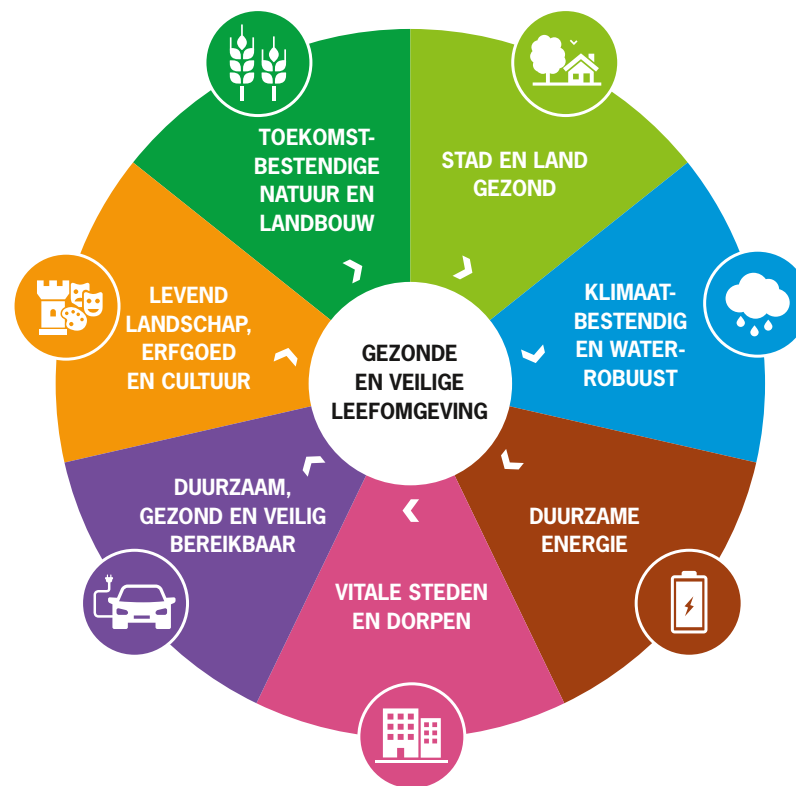 TOEKOMST-
BESTENDIGE
NATUUR EN
LANDBOUW
STAD EN LAND
GEZOND
KLIMAAT-
BESTENDIG
EN WATER-
ROBUUST
DUURZAME
ENERGIE
VITALE STEDEN
EN DORPEN
DUURZAAM,
GEZOND EN VEILIG
BEREIKBAAR
LEVEND
LANDSCHAP,
ERFGOED
EN CULTUUR
GEZONDE
EN VEILIGE
LEEFOMGEVING